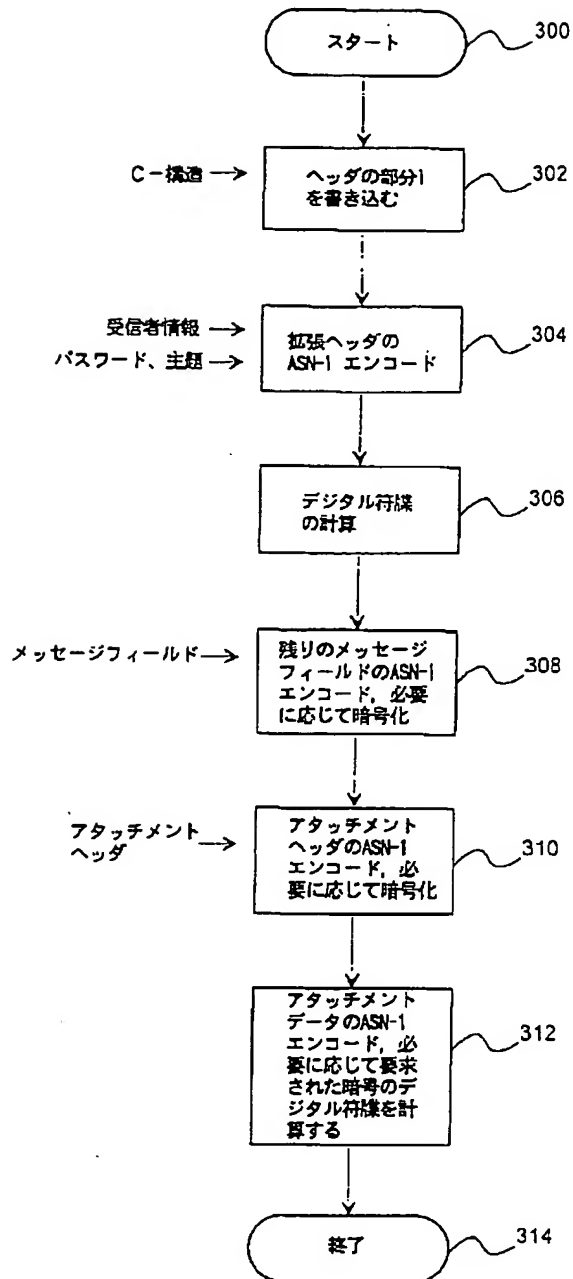 スタート
300
C-構造→
ヘッダの部分1
を書き込む
302
受信者情報→
パスワード、主題→
拡張ヘッダの
ASN-1 エンコード
304
デジタル符牒
の計算
306
メッセージフィールド→
残りのメッセージ
フィールドのASN-1
エンコード, 必要
に応じて暗号化
308
アタッチメント
ヘッダ→
アタッチメント
ヘッダのASN-1
エンコード, 必
要に応じて暗号化
310
アタッチメント
データのASN-1
エンコード, 必
要に応じて要求
された暗号のデ
ジタル符牒を計
算する
312
終了
314